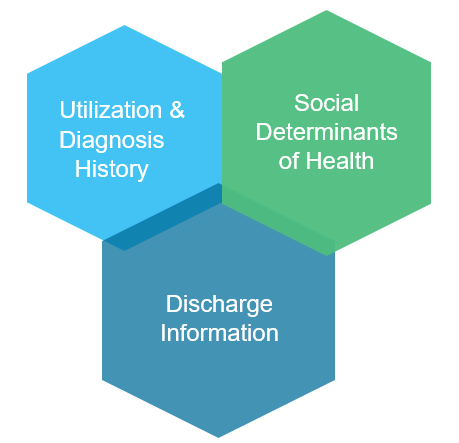 Utilization &
Diagnosis
History
Social
Determinants
of Health
Discharge
Information